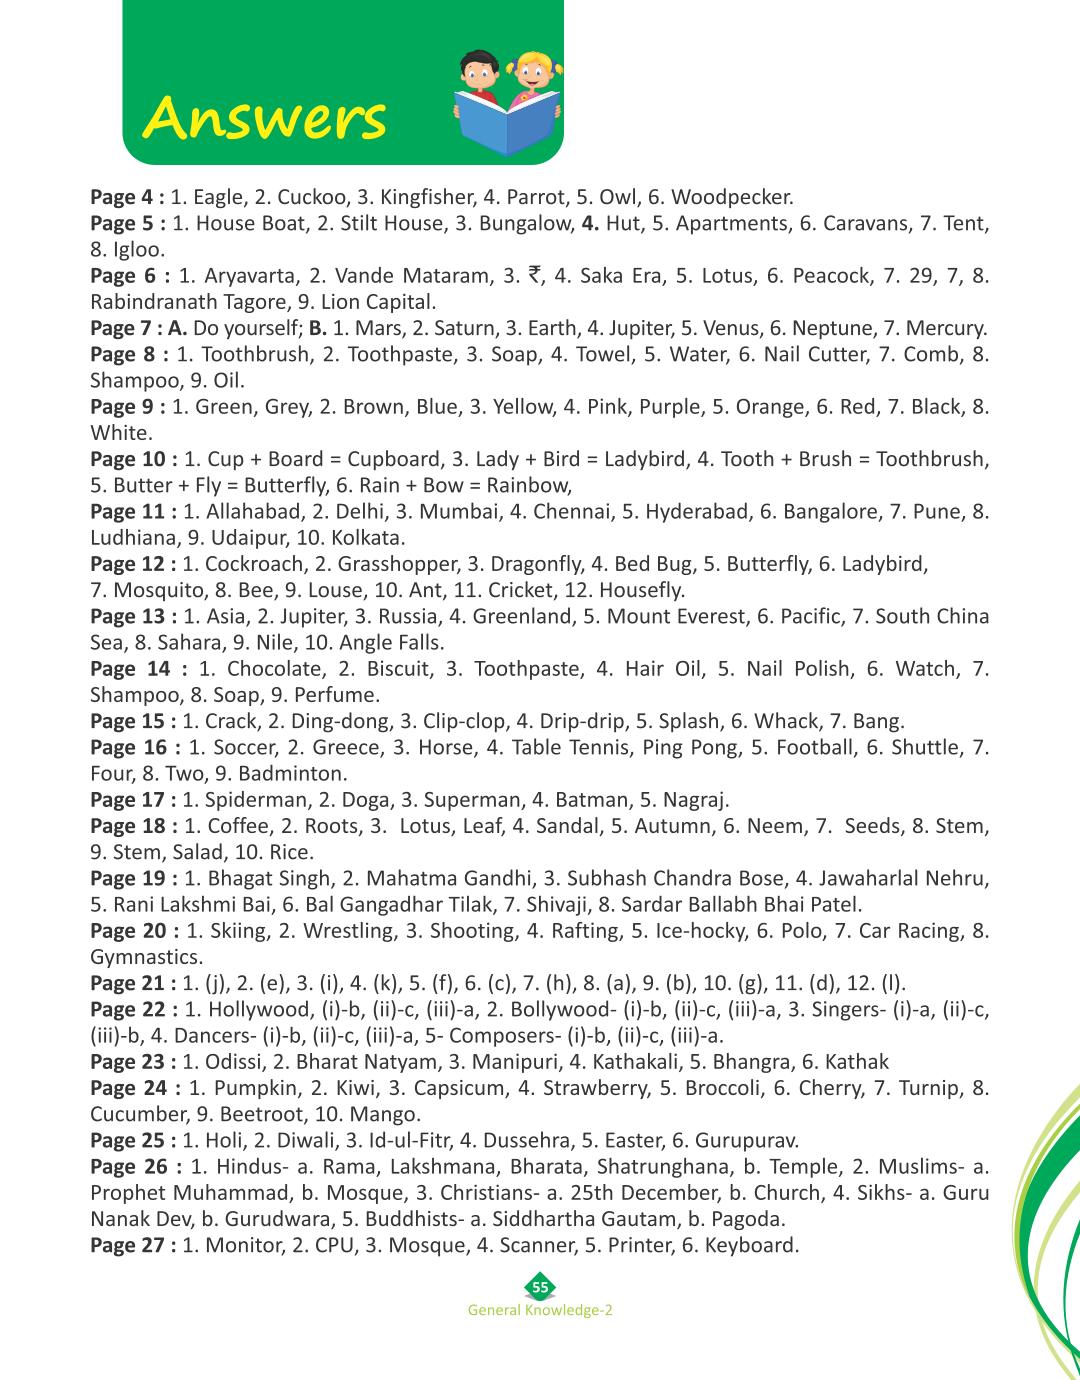 Answers
Page 4 : 1. Eagle, 2. Cuckoo, 3. Kingfisher, 4. Parrot, 5. Owl, 6. Woodpecker.
Page 5 : 1. House Boat, 2. Stilt House, 3. Bungalow, 4. Hut, 5. Apartments, 6. Caravans, 7. Tent,
8. Igloo.
Page 6 : 1. Aryavarta, 2. Vande Mataram, 3. ₹, 4. Saka Era, 5. Lotus, 6. Peacock, 7. 29, 7, 8.
Rabindranath Tagore, 9. Lion Capital.
Page 7 : A. Do yourself; B. 1. Mars, 2. Saturn, 3. Earth, 4. Jupiter, 5. Venus, 6. Neptune, 7. Mercury.
Page 8 : 1. Toothbrush, 2. Toothpaste, 3. Soap, 4. Towel, 5. Water, 6. Nail Cutter, 7. Comb, 8.
Shampoo, 9. Oil.
Page 9 : 1. Green, Grey, 2. Brown, Blue, 3. Yellow, 4. Pink, Purple, 5. Orange, 6. Red, 7. Black, 8.
White.
Page 10 : 1. Cup + Board = Cupboard, 3. Lady + Bird = Ladybird, 4. Tooth + Brush = Toothbrush,
5. Butter + Fly = Butterfly, 6. Rain + Bow = Rainbow,
Page 11 : 1. Allahabad, 2. Delhi, 3. Mumbai, 4. Chennai, 5. Hyderabad, 6. Bangalore, 7. Pune, 8.
Ludhiana, 9. Udaipur, 10. Kolkata.
Page 12 : 1. Cockroach, 2. Grasshopper, 3. Dragonfly, 4. Bed Bug, 5. Butterfly, 6. Ladybird,
7. Mosquito, 8. Bee, 9. Louse, 10. Ant, 11. Cricket, 12. Housefly.
Page 13 : 1. Asia, 2. Jupiter, 3. Russia, 4. Greenland, 5. Mount Everest, 6. Pacific, 7. South China
Sea, 8. Sahara, 9. Nile, 10. Angle Falls.
Page 14 : 1. Chocolate, 2. Biscuit, 3. Toothpaste, 4. Hair Oil, 5. Nail Polish, 6. Watch, 7.
Shampoo, 8. Soap, 9. Perfume.
Page 15 : 1. Crack, 2. Ding-dong, 3. Clip-clop, 4. Drip-drip, 5. Splash, 6. Whack, 7. Bang.
Page 16 : 1. Soccer, 2. Greece, 3. Horse, 4. Table Tennis, Ping Pong, 5. Football, 6. Shuttle, 7.
Four, 8. Two, 9. Badminton.
Page 17 : 1. Spiderman, 2. Doga, 3. Superman, 4. Batman, 5. Nagraj.
Page 18 : 1. Coffee, 2. Roots, 3. Lotus, Leaf, 4. Sandal, 5. Autumn, 6. Neem, 7. Seeds, 8. Stem,
9. Stem, Salad, 10. Rice.
Page 19 : 1. Bhagat Singh, 2. Mahatma Gandhi, 3. Subhash Chandra Bose, 4. Jawaharlal Nehru,
5. Rani Lakshmi Bai, 6. Bal Gangadhar Tilak, 7. Shivaji, 8. Sardar Ballabh Bhai Patel.
Page 20 : 1. Skiing, 2. Wrestling, 3. Shooting, 4. Rafting, 5. Ice-hocky, 6. Polo, 7. Car Racing, 8.
Gymnastics.
Page 21 : 1. (j), 2. (e), 3. (i), 4. (k), 5. (f), 6. (c), 7. (h), 8. (a), 9. (b), 10. (g), 11. (d), 12. (l).
Page 22 : 1. Hollywood, (i)-b, (ii)-c, (iii)-a, 2. Bollywood- (i)-b, (ii)-c, (iii)-a, 3. Singers- (i)-a, (ii)-c,
(iii)-b, 4. Dancers- (i)-b, (ii)-c, (iii)-a, 5- Composers- (i)-b, (ii)-c, (iii)-a.
Page 23 : 1. Odissi, 2. Bharat Natyam, 3. Manipuri, 4. Kathakali, 5. Bhangra, 6. Kathak
Page 24 : 1. Pumpkin, 2. Kiwi, 3. Capsicum, 4. Strawberry, 5. Broccoli, 6. Cherry, 7. Turnip, 8.
Cucumber, 9. Beetroot, 10. Mango.
Page 25 : 1. Holi, 2. Diwali, 3. Id-ul-Fitr, 4. Dussehra, 5. Easter, 6. Gurupurav.
Page 26 : 1. Hindus- a. Rama, Lakshmana, Bharata, Shatrunghana, b. Temple, 2. Muslims- a.
Prophet Muhammad, b. Mosque, 3. Christians- a. 25th December, b. Church, 4. Sikhs- a. Guru
Nanak Dev, b. Gurudwara, 5. Buddhists- a. Siddhartha Gautam, b. Pagoda.
Page 27 : 1. Monitor, 2. CPU, 3. Mosque, 4. Scanner, 5. Printer, 6. Keyboard.
55
General Knowledge-2